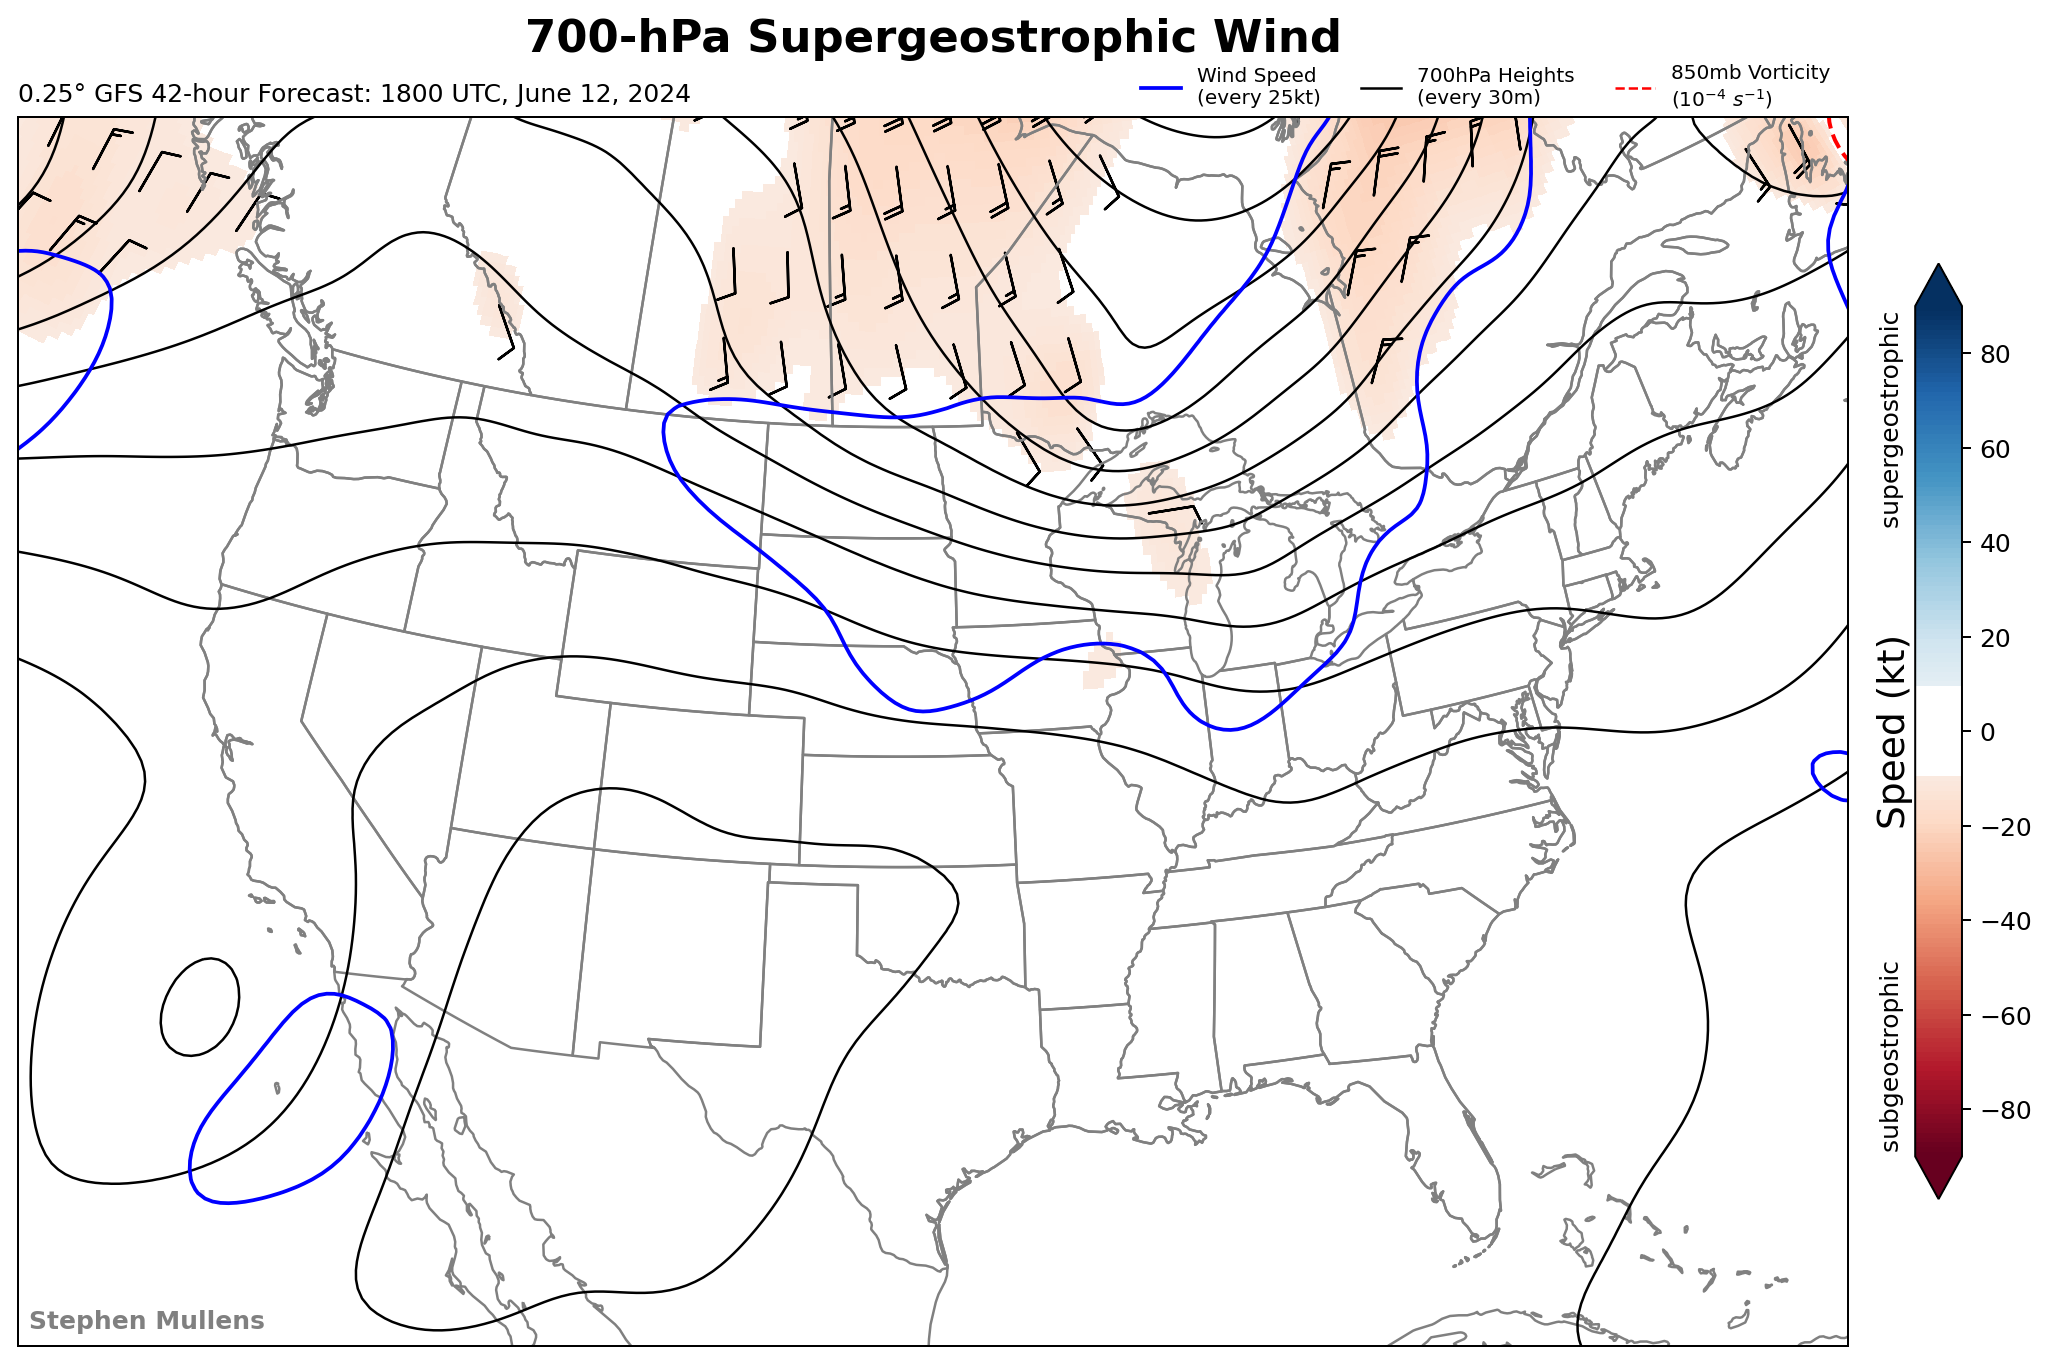 700-hPa Supergeostrophic Wind
0.25° GFS 42-hour Forecast: 1800 UTC, June 12, 2024
Wind Speed
(every 25kt)
700hPa Heights
(every 30m)
850mb Vorticity
(10⁻⁴ s⁻¹)
supergeostrophic
Speed (kt)
subgeostrophic
80
60
40
20
0
−20
−40
−60
−80
Stephen Mullens